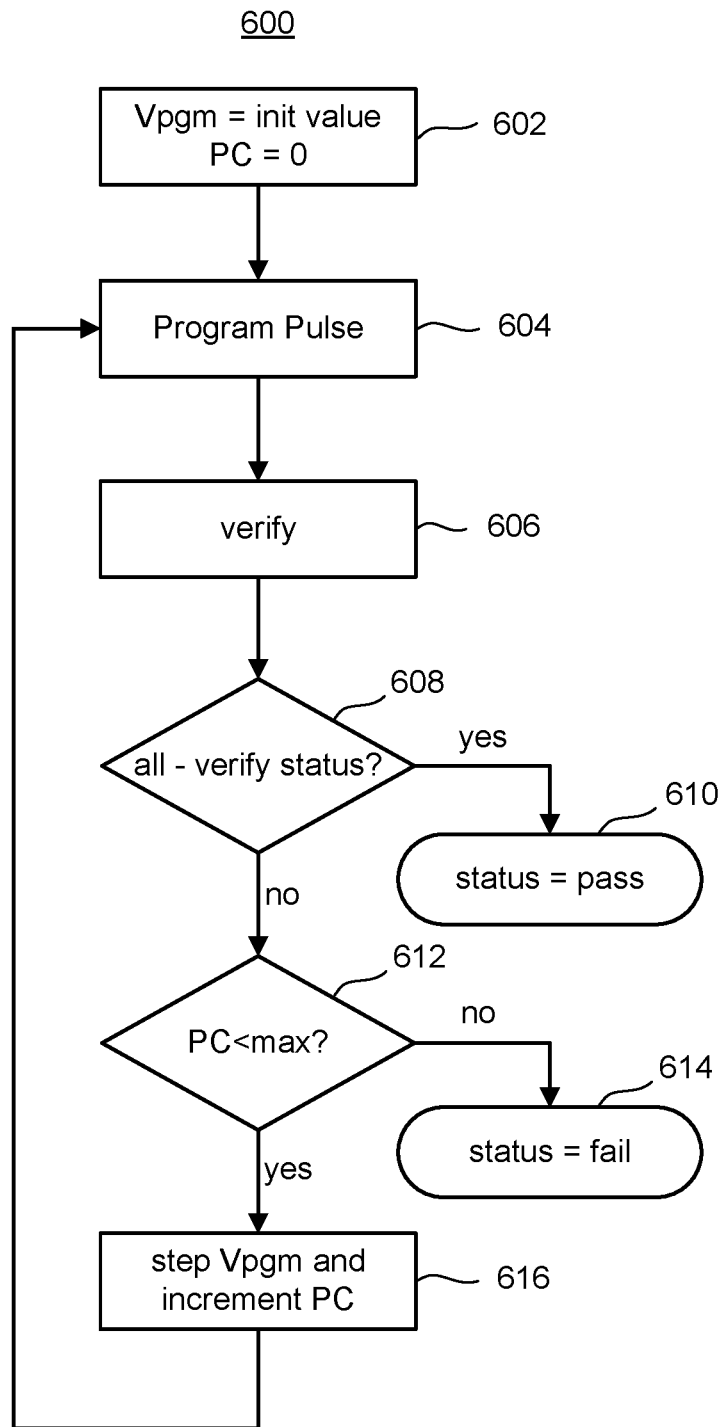 600
Vpgm = init value
PC = 0
602
Program Pulse
604
verify
606
608
all - verify status?
yes
610
status = pass
no
612
PC<max?
no
614
status = fail
yes
step Vpgm and
increment PC
616